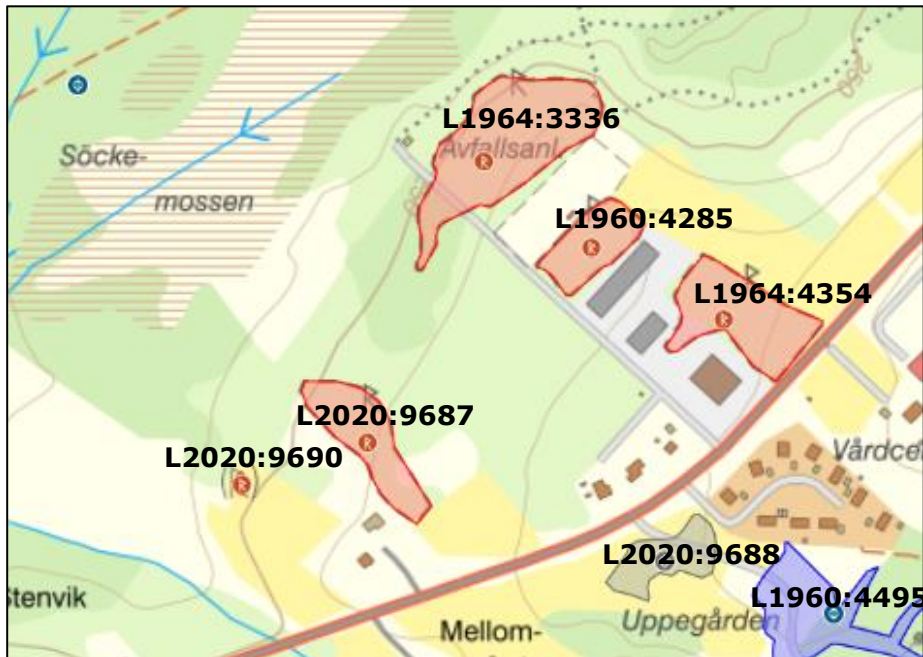 L1964:3336
Avfallsanl.
Söcke-
mossen
L1960:4285
L1964:4354
L2020:9687
L2020:9690
Vårdcen
L2020:9688
Stenvik
L1960:4495
Uppegården
Mellom-